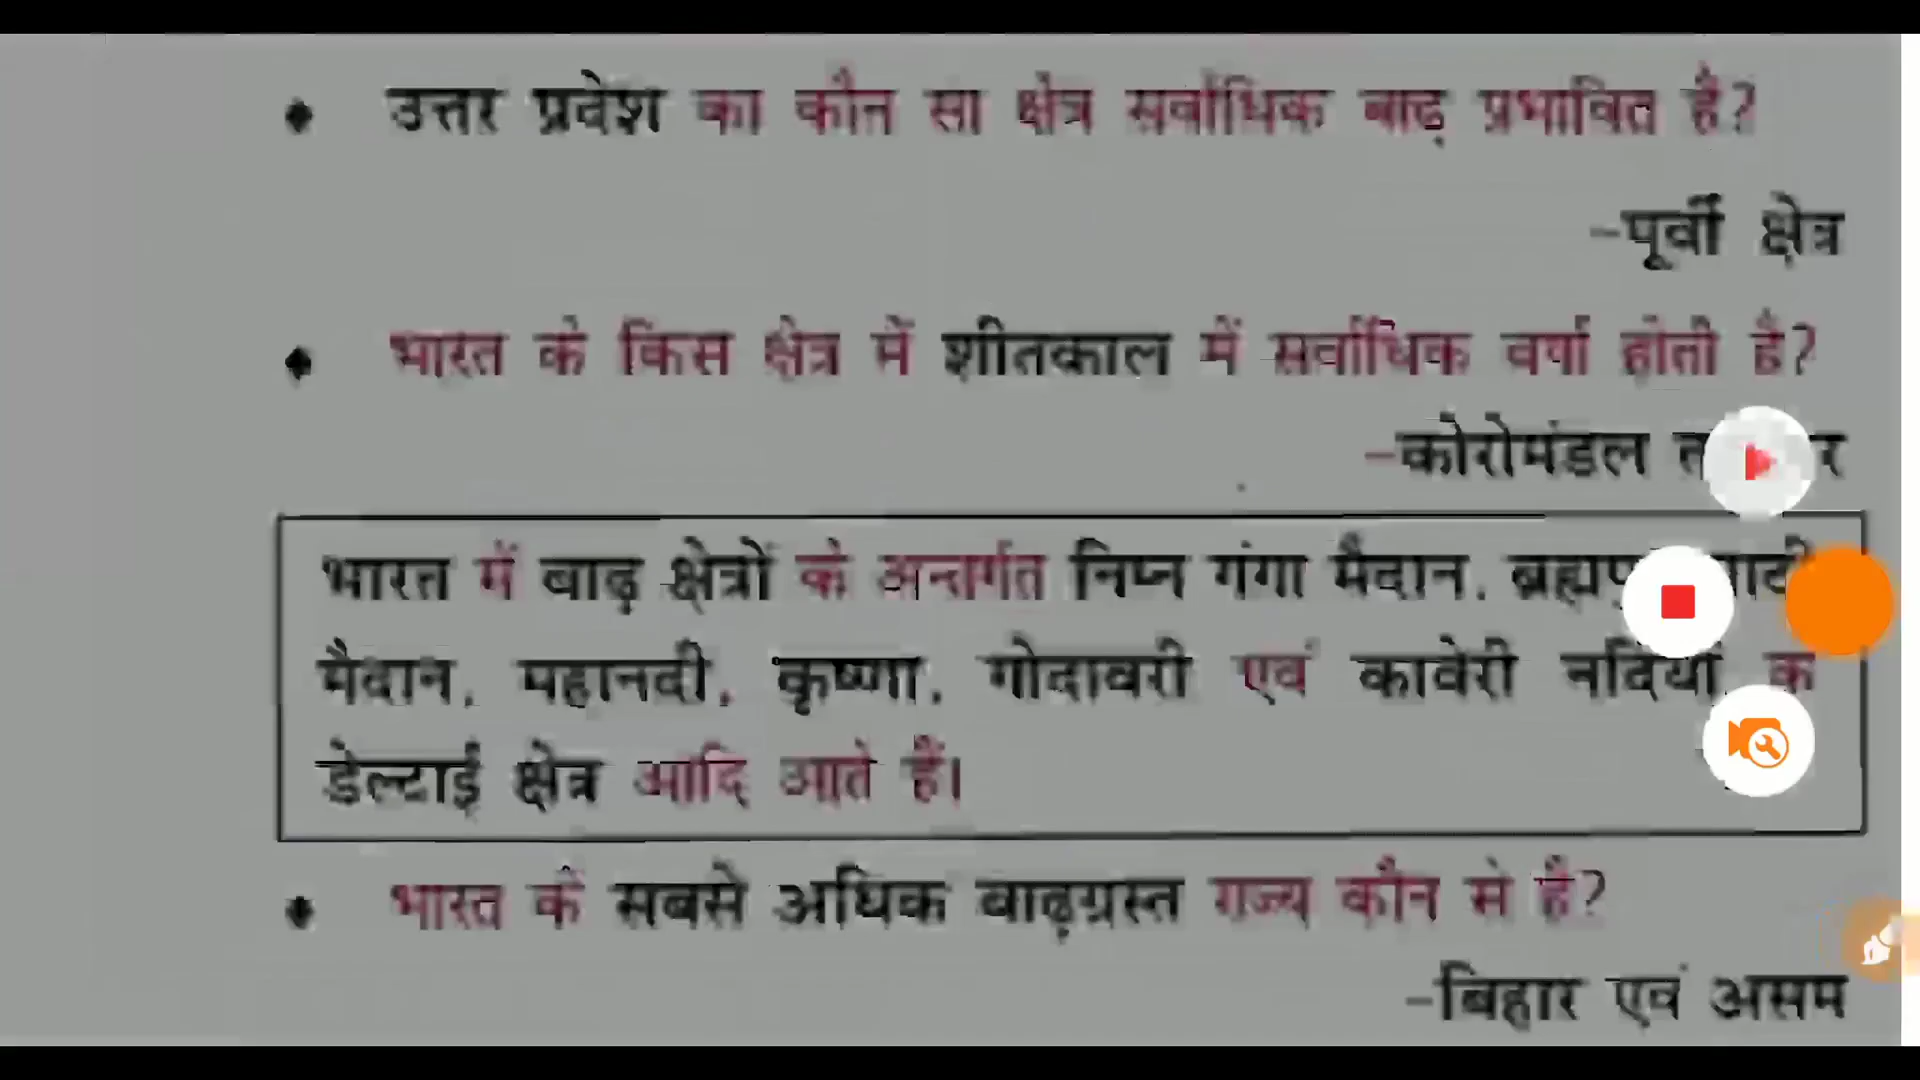 ♦ उत्तर प्रदेश का कौन सा क्षेत्र सर्वाधिक बाढ़ प्रभावित है?
–पूर्वी क्षेत्र
♦ भारत के किस क्षेत्र में शीतकाल में सर्वाधिक वर्षा होती है?
–कोरोमंडल
भारत में बाढ़ क्षेत्रों के अन्तर्गत निम्न गंगा मैदान,
मैदान, महानदी, कृष्णा, गोदावरी एवं कावेरी नदियों के
डेल्टाई क्षेत्र आदि आते हैं।
♦ भारत के सबसे अधिक बाढ़ग्रस्त राज्य कौन से है?
–बिहार एवं असम